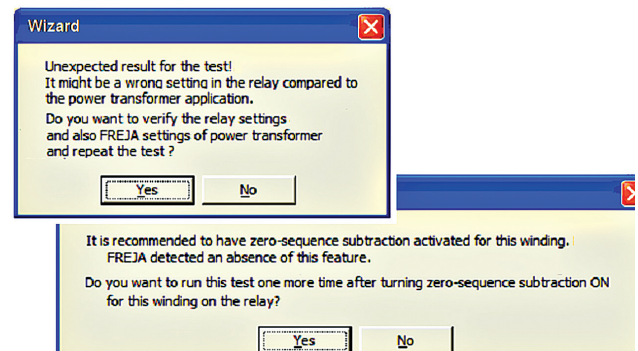 Wizard
Unexpected result for the test!
It might be a wrong setting in the relay compared to
the power transformer application.
Do you want to verify the relay settings
and also FREJA settings of power transformer
and repeat the test ?
Yes
No
It is recommended to have zero-sequence subtraction activated for this winding.
FREJA detected an absence of this feature.
Do you want to run this test one more time after turning zero-sequence subtraction ON
for this winding on the relay?
Yes
No